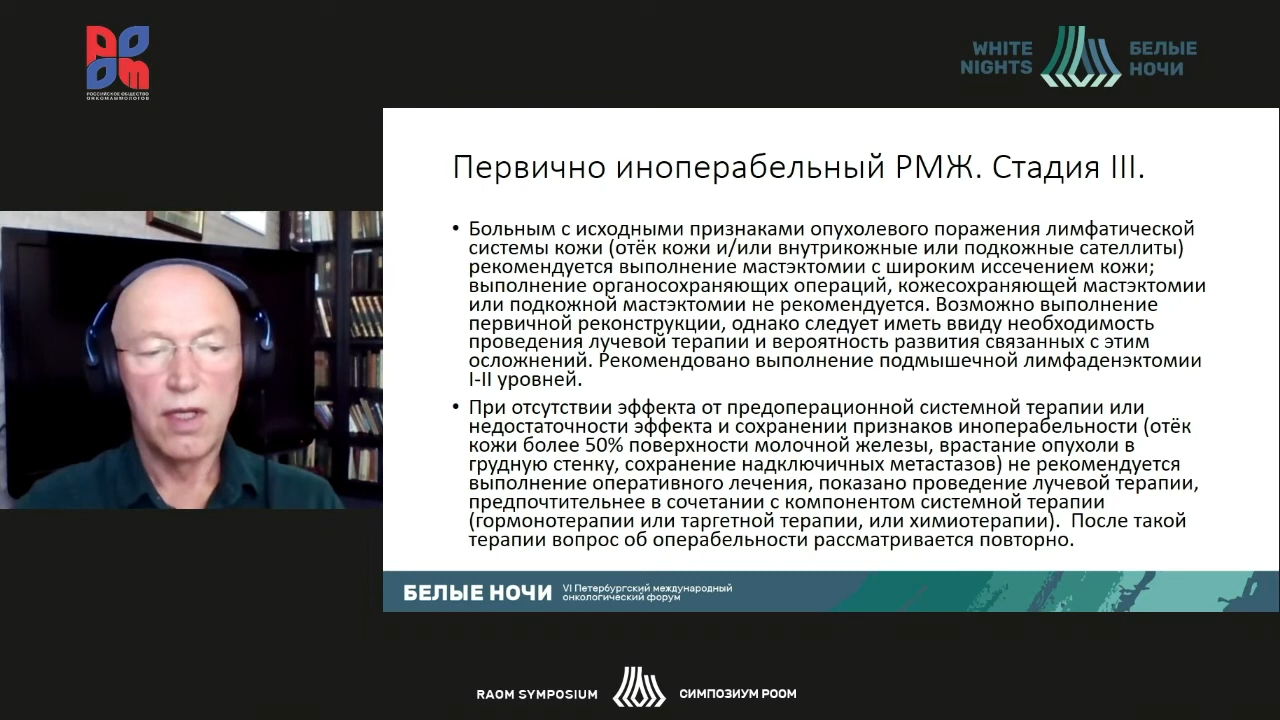 РООМ
РОССИЙСКОЕ ОБЩЕСТВО
ОНКОМАММОЛОГОВ
WHITE
NIGHTS
БЕЛЫЕ
НОЧИ
Первично иноперабельный РМЖ. Стадия III.
• Больным с исходными признаками опухолевого поражения лимфатической
системы кожи (отёк кожи и/или внутрикожные или подкожные сателлиты)
рекомендуется выполнение мастэктомии с широким иссечением кожи;
выполнение органосохраняющих операций, кожесохраняющей мастэктомии
или подкожной мастэктомии не рекомендуется. Возможно выполнение
первичной реконструкции, однако следует иметь ввиду необходимость
проведения лучевой терапии и вероятность развития связанных с этим
осложнений. Рекомендовано выполнение подмышечной лимфаденэктомии
I-II уровней.
• При отсутствии эффекта от предоперационной системной терапии или
недостаточности эффекта и сохранении признаков иноперабельности (отёк
кожи более 50% поверхности молочной железы, врастание опухоли в
грудную стенку, сохранение надключичных метастазов) не рекомендуется
выполнение оперативного лечения, показано проведение лучевой терапии,
предпочтительнее в сочетании с компонентом системной терапии
(гормонотерапии или таргетной терапии, или химиотерапии).  После такой
терапии вопрос об операбельности рассматривается повторно.
БЕЛЫЕ НОЧИ
VI Петербургский международный
онкологический форум
RAOM SYMPOSIUM
СИМПОЗИУМ РООМ